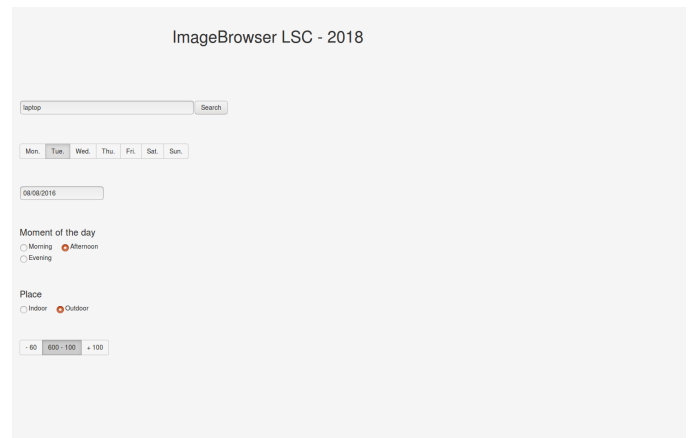 ImageBrowser LSC - 2018
laptop Search
Mon. Tue. Wed. Thu. Fri. Sat. Sun.
08/08/2016
Moment of the day
Morning Afternoon
Evening
Place
Indoor Outdoor
- 60 600 - 100 + 100